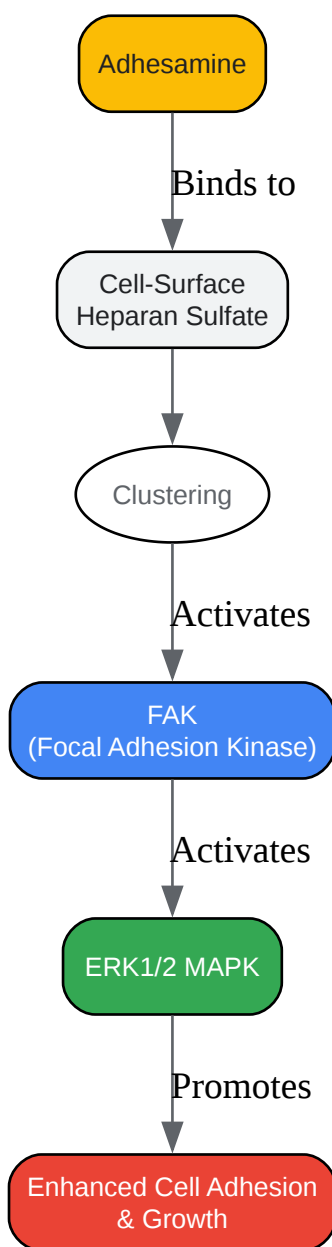 Adhesamine
Binds to
Cell-Surface
Heparan Sulfate
Clustering
Activates
FAK
(Focal Adhesion Kinase)
Activates
ERK1/2 MAPK
Promotes
Enhanced Cell Adhesion
& Growth